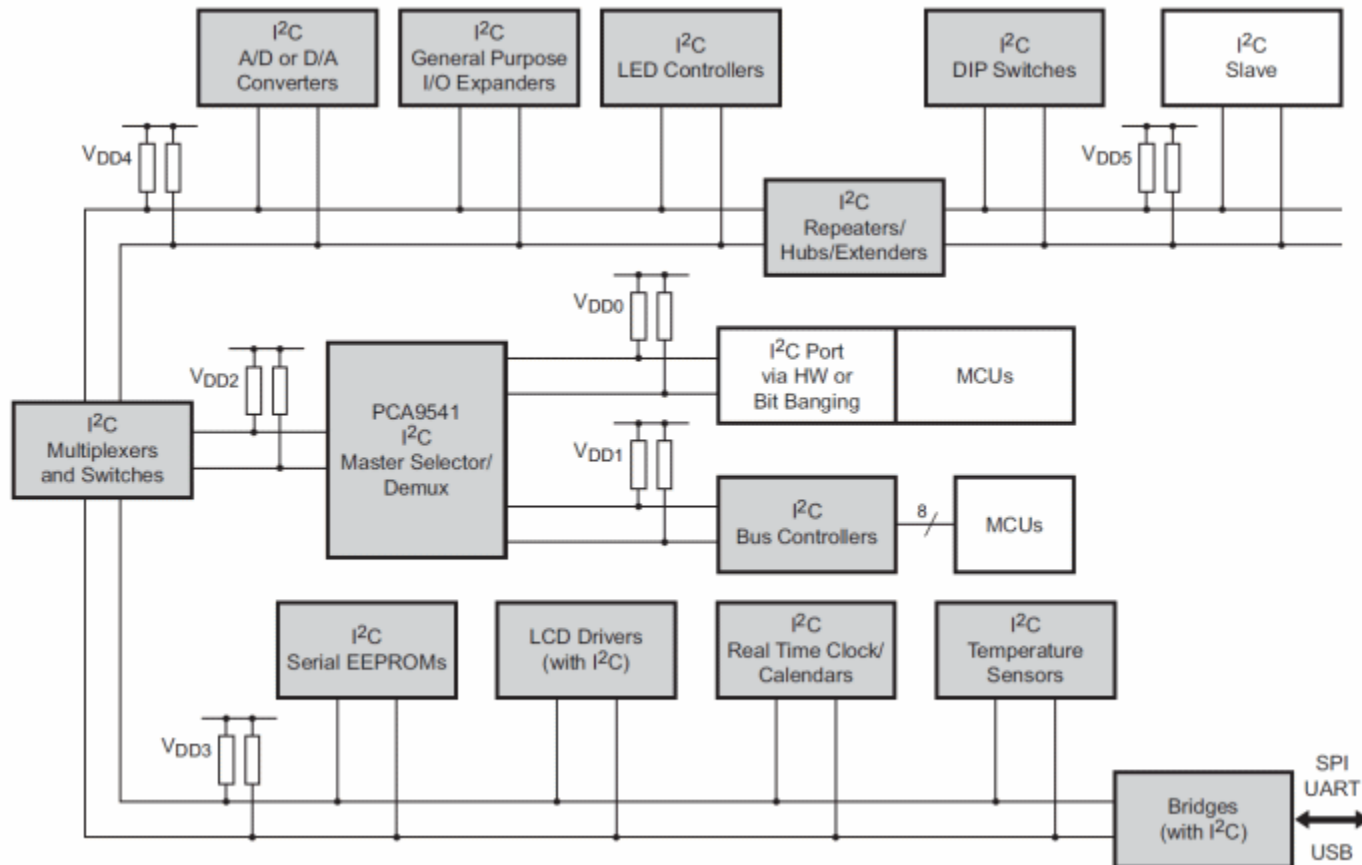 I²C
A/D or D/A
Converters
I²C
General Purpose
I/O Expanders
I²C
LED Controllers
I²C
DIP Switches
I²C
Slave
VDD4
VDD5
I²C
Repeaters/
Hubs/Extenders
VDD0
VDD2
PCA9541
I²C
Master Selector/
Demux
I²C Port
via HW or
Bit Banging
MCUs
I²C
Multiplexers
and Switches
VDD1
I²C
Bus Controllers
8
MCUs
I²C
Serial EEPROMs
LCD Drivers
(with I²C)
I²C
Real Time Clock/
Calendars
I²C
Temperature
Sensors
VDD3
Bridges
(with I²C)
SPI
UART
USB